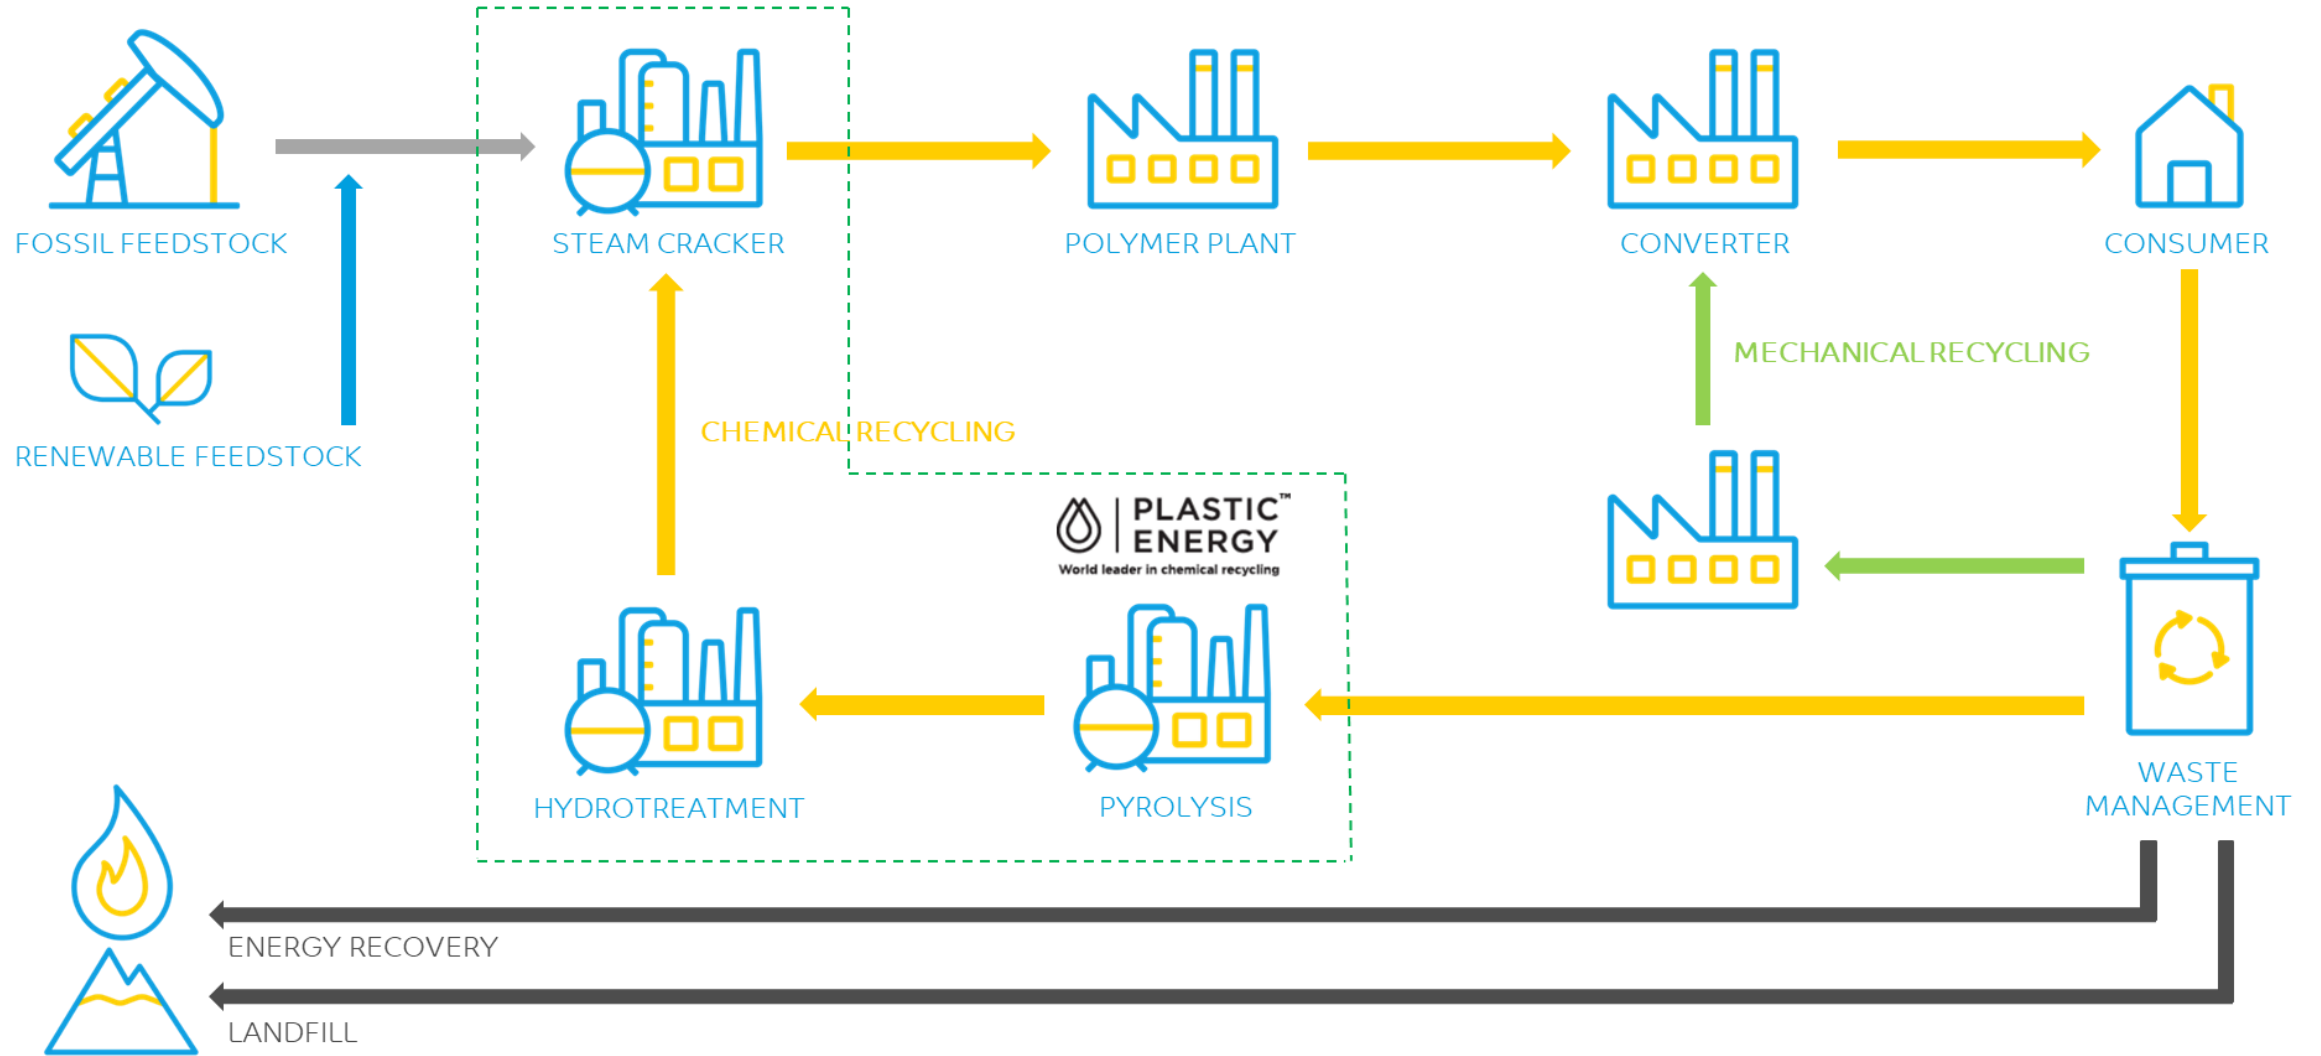 FOSSIL FEEDSTOCK
STEAM CRACKER
POLYMER PLANT
CONVERTER
CONSUMER
MECHANICAL RECYCLING
CHEMICAL RECYCLING
RENEWABLE FEEDSTOCK
PLASTIC™
ENERGY
World leader in chemical recycling
HYDROTREATMENT
PYROLYSIS
WASTE
MANAGEMENT
ENERGY RECOVERY
LANDFILL